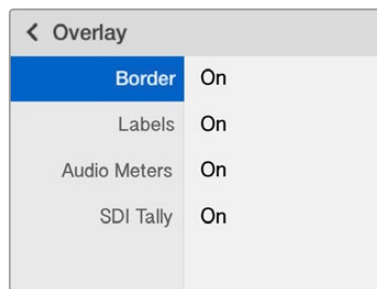 Overlay
Border On
Labels On
Audio Meters On
SDI Tally On